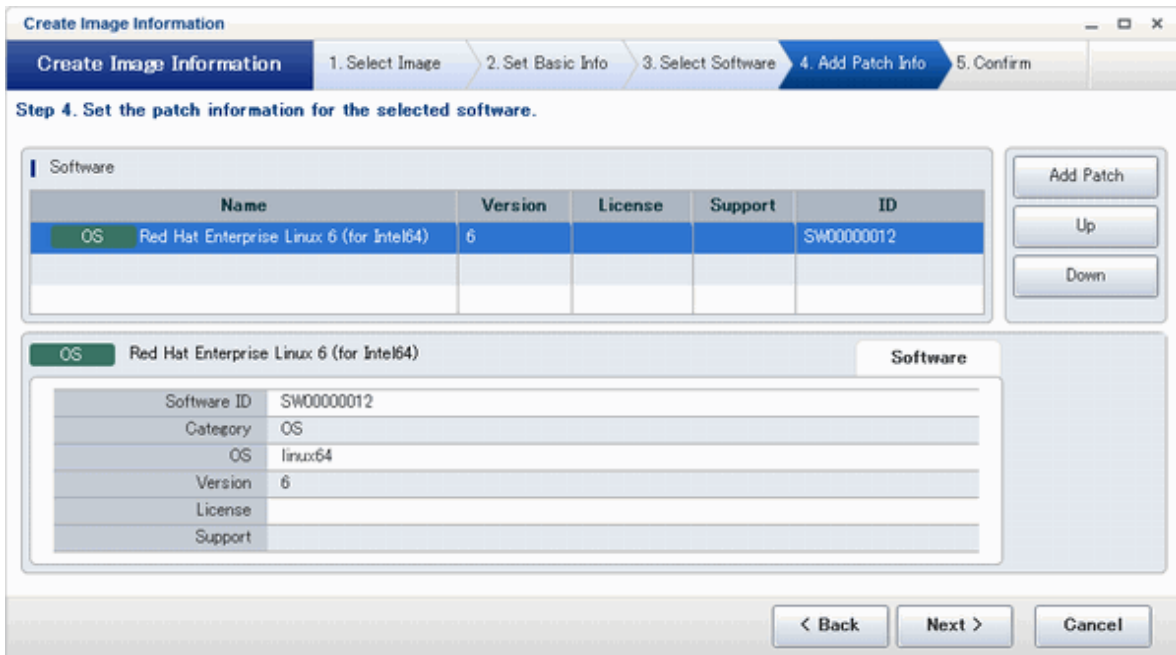 Create Image Information
Create Image Information 1. Select Image 2. Set Basic Info 3. Select Software 4. Add Patch Info 5. Confirm
Step 4. Set the patch information for the selected software.
Software
Name Version License Support ID
OS Red Hat Enterprise Linux 6 (for Intel64) 6 SW00000012
Add Patch
Up
Down
OS Red Hat Enterprise Linux 6 (for Intel64) Software
Software ID SW00000012
Category OS
OS linux64
Version 6
License
Support
< Back Next > Cancel